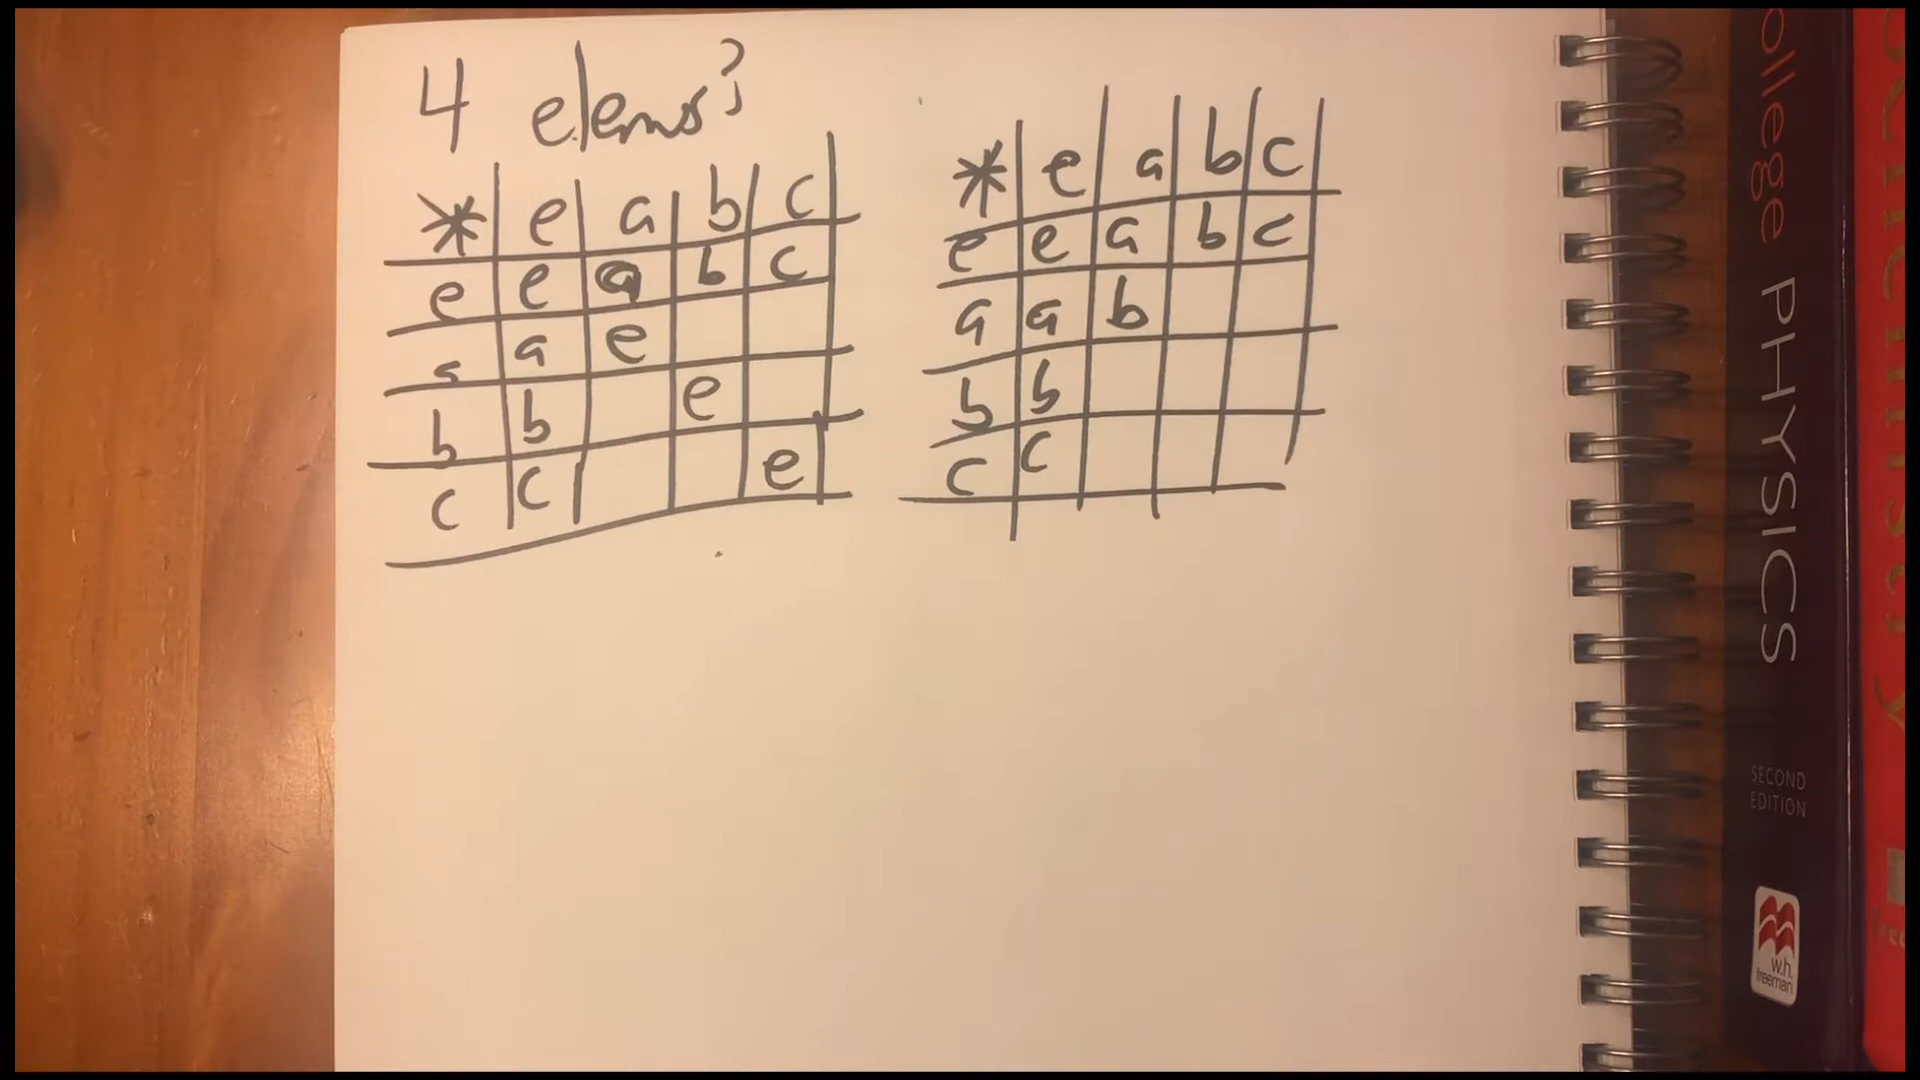 4 elems?
* e a b c
e e a b c
a a e
b b e
c c e
* e a b c
e e a b c
a a b
b b
c c
college PHYSICS
SECOND
EDITION
w.h.
freeman